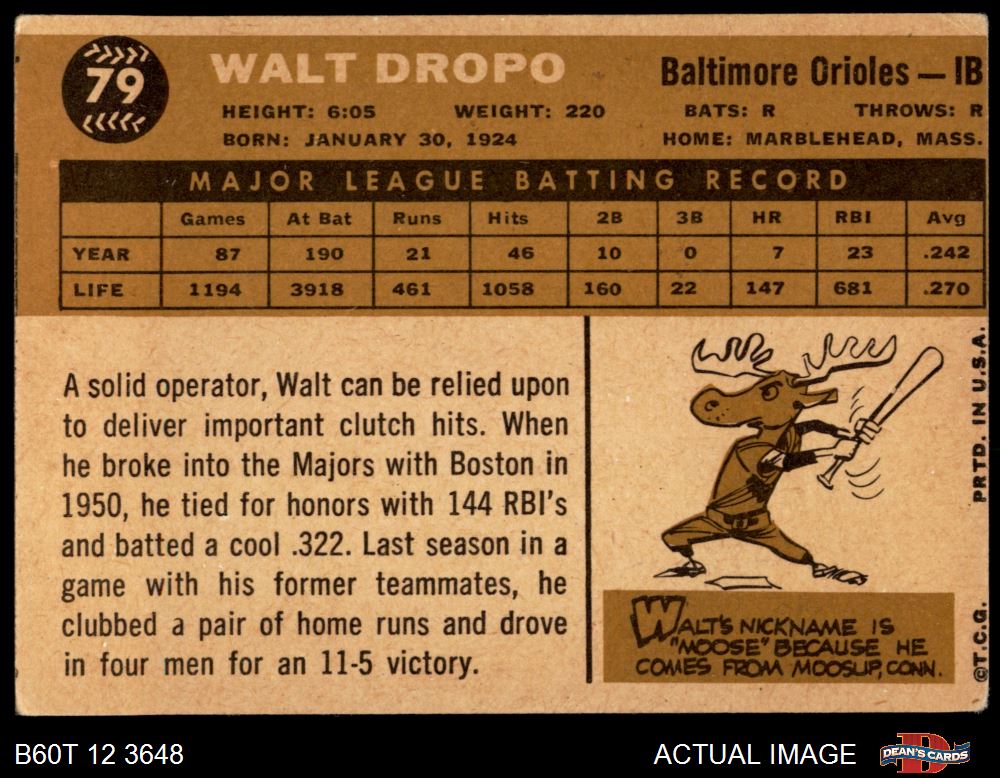 79
WALT DROPO
Baltimore Orioles — 1B
HEIGHT: 6:05 WEIGHT: 220 BATS: R THROWS: R
BORN: JANUARY 30, 1924 HOME: MARBLEHEAD, MASS.
MAJOR LEAGUE BATTING RECORD
Games At Bat Runs Hits 2B 3B HR RBI Avg
YEAR 87 190 21 46 10 0 7 23 .242
LIFE 1194 3918 461 1058 160 22 147 681 .270
A solid operator, Walt can be relied upon
to deliver important clutch hits. When
he broke into the Majors with Boston in
1950, he tied for honors with 144 RBI's
and batted a cool .322. Last season in a
game with his former teammates, he
clubbed a pair of home runs and drove
in four men for an 11-5 victory.
WALT'S NICKNAME IS
"MOOSE" BECAUSE HE
COMES FROM MOOSUP, CONN.
©T.C.G. PRTD. IN U.S.A.
B60T 12 3648
ACTUAL IMAGE
DEAN'S CARDS